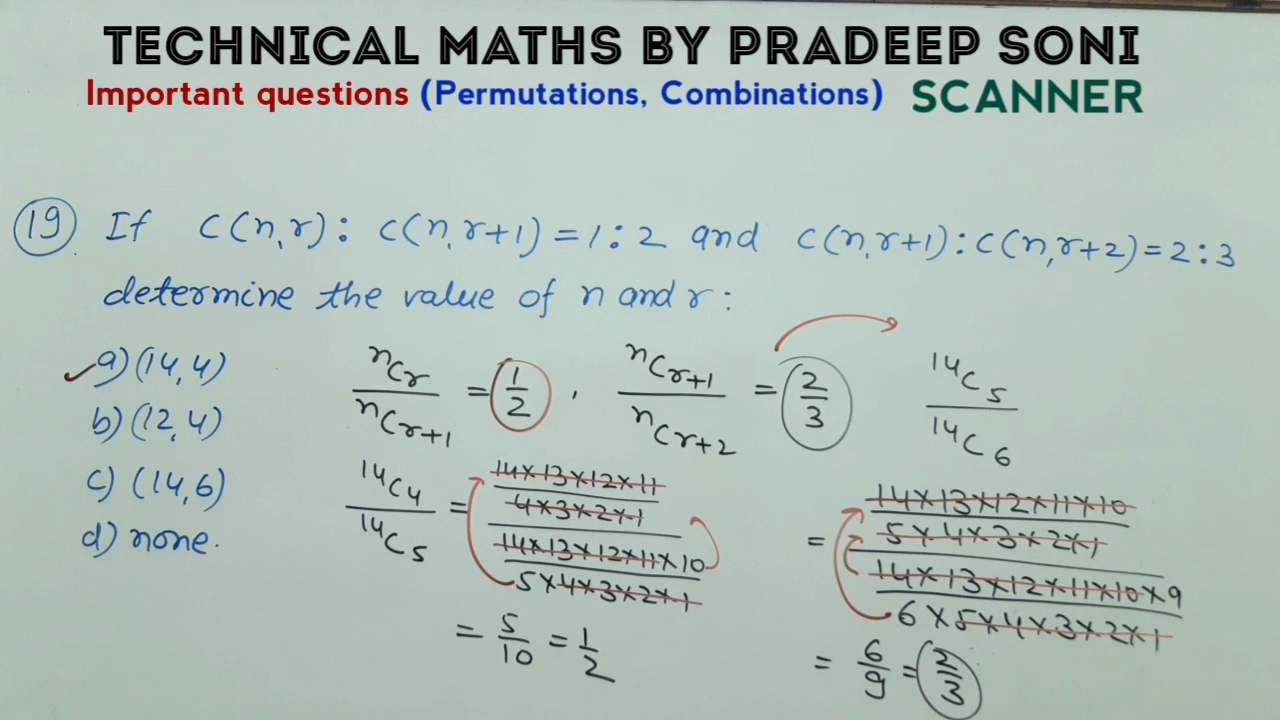 TECHNICAL MATHS BY PRADEEP SONI
Important questions (Permutations, Combinations) SCANNER
19 If C(n,r): C(n,r+1)=1:2 and C(n,r+1):C(n,r+2)=2:3
determine the value of n and r:
a) (14,4)
b) (12,4)
c) (14,6)
d) none.
nCr / nCr+1 = 1/2 , nCr+1 / nCr+2 = 2/3
14C4 / 14C5 = 14×13×12×11 / 4×3×2×1 / 14×13×12×11×10 / 5×4×3×2×1
= 5/10 = 1/2
14C5 / 14C6
= 14×13×12×11×10 / 5×4×3×2×1 / 14×13×12×11×10×9 / 6×5×4×3×2×1
= 6/9 = 2/3